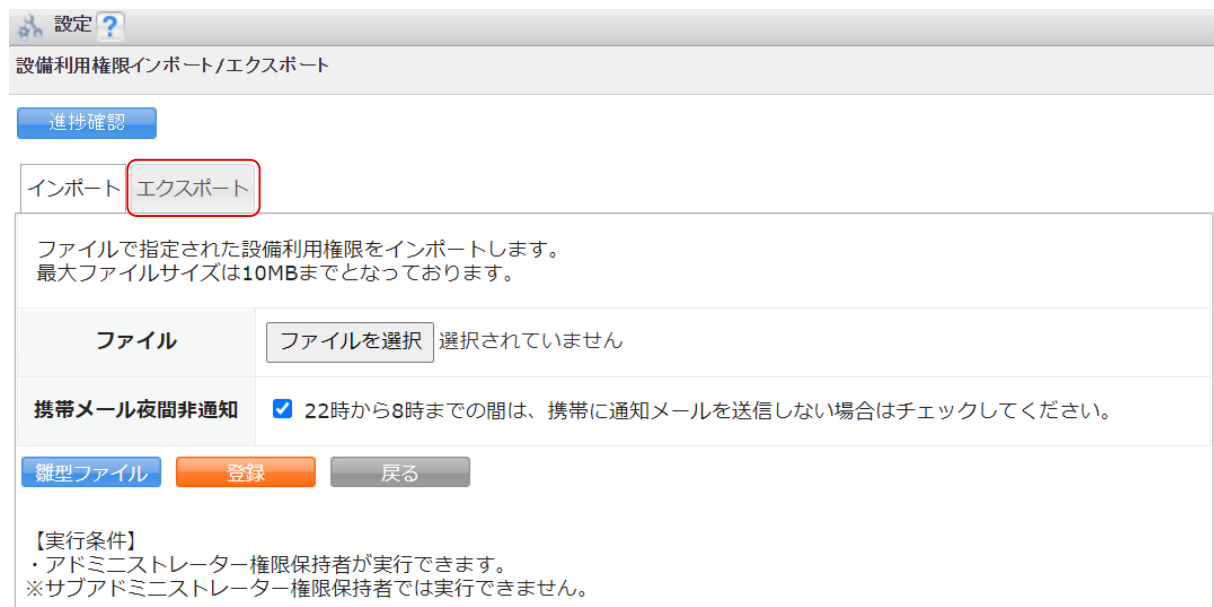 設定 ?
設備利用権限インポート/エクスポート
進捗確認
インポート エクスポート
ファイルで指定された設備利用権限をインポートします。
最大ファイルサイズは10MBまでとなっております。
ファイル ファイルを選択 選択されていません
携帯メール夜間非通知 22時から8時までの間は、携帯に通知メールを送信しない場合はチェックしてください。
雛型ファイル 登録 戻る
【実行条件】
・アドミニストレーター権限保持者が実行できます。
※サブアドミニストレーター権限保持者では実行できません。